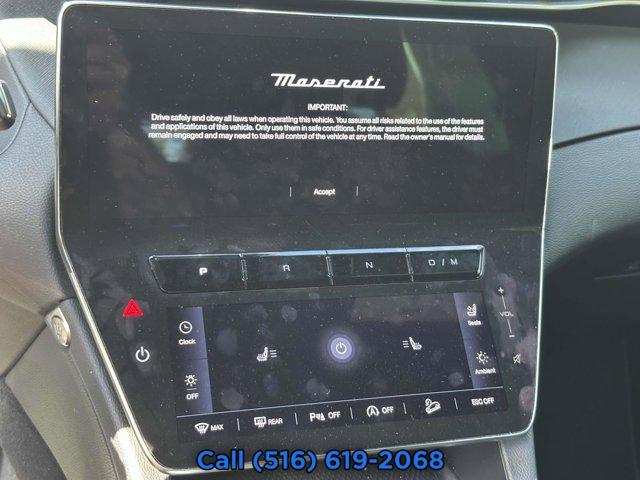 Maserati
IMPORTANT:
Drive safely and obey all laws when operating this vehicle. You assume all risks related to the use of the features
and applications of this vehicle. Only use them in safe conditions. For driver assistance features, the driver must
remain engaged and may need to take full control of the vehicle at any time. Read the owner's manual for details.
Accept
P R N D/M
+
VOL
-
Clock
Seats
OFF
Ambient
MAX REAR OFF OFF ESC OFF
Call (516) 619-2068